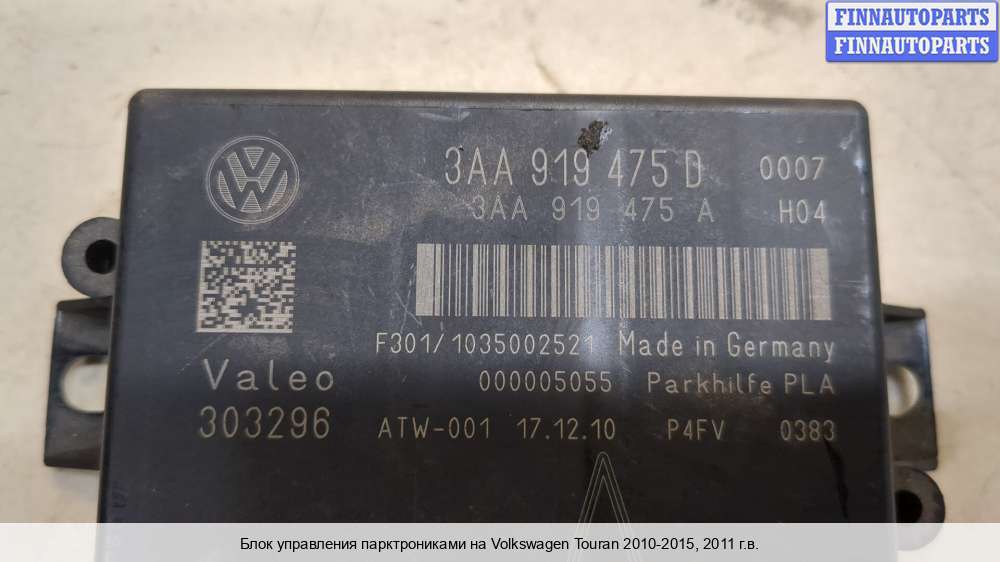 FINNAUTOPARTS
FINNAUTOPARTS
3AA 919 475 D 0007
3AA 919 475 A H04
F301/1035002521 Made in Germany
Valeo 000005055 Parkhilfe PLA
303296 ATW-001 17.12.10 P4FV 0383
Блок управления парктрониками на Volkswagen Touran 2010-2015, 2011 г.в.